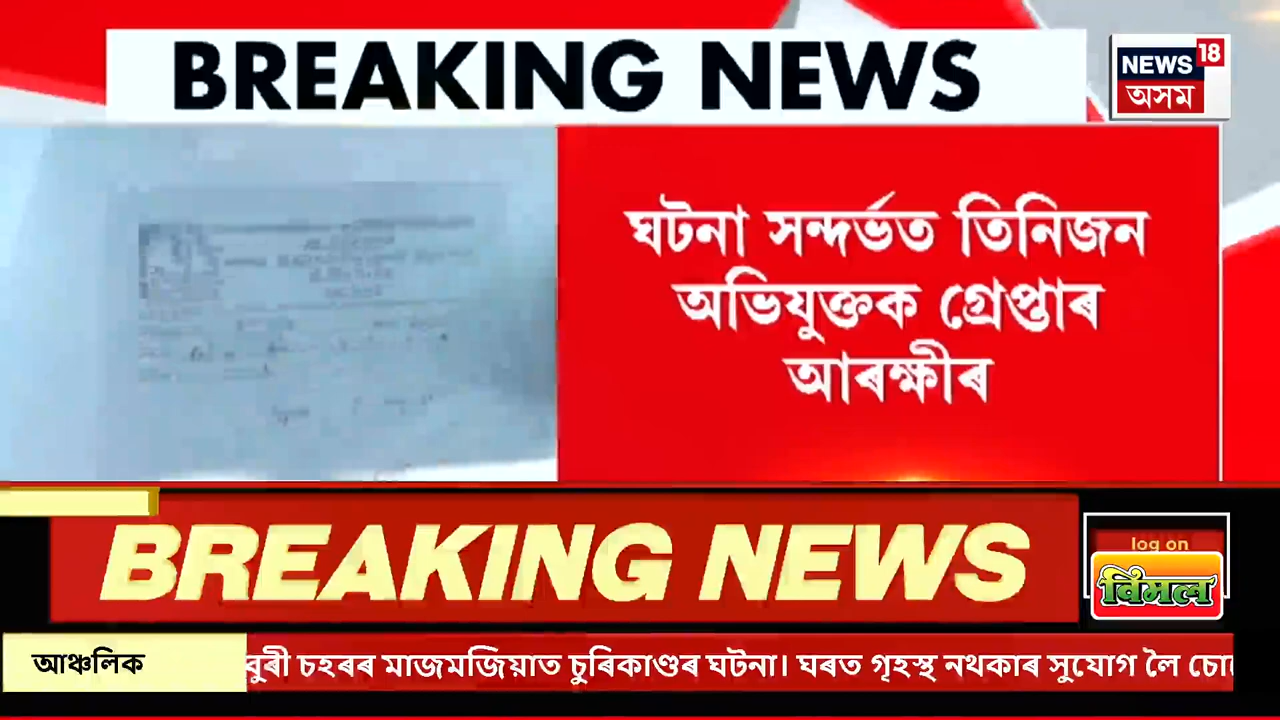 BREAKING NEWS
NEWS 18
অসম
ঘটনা সন্দৰ্ভত তিনিজন
অভিযুক্তক গ্ৰেপ্তাৰ
আৰক্ষীৰ
BREAKING NEWS
log on
বিমল
আঞ্চলিক
বুৰী চহৰৰ মাজমজিয়াত চুৰিকাণ্ডৰ ঘটনা। ঘৰত গৃহস্থ নথকাৰ সুযোগ লৈ